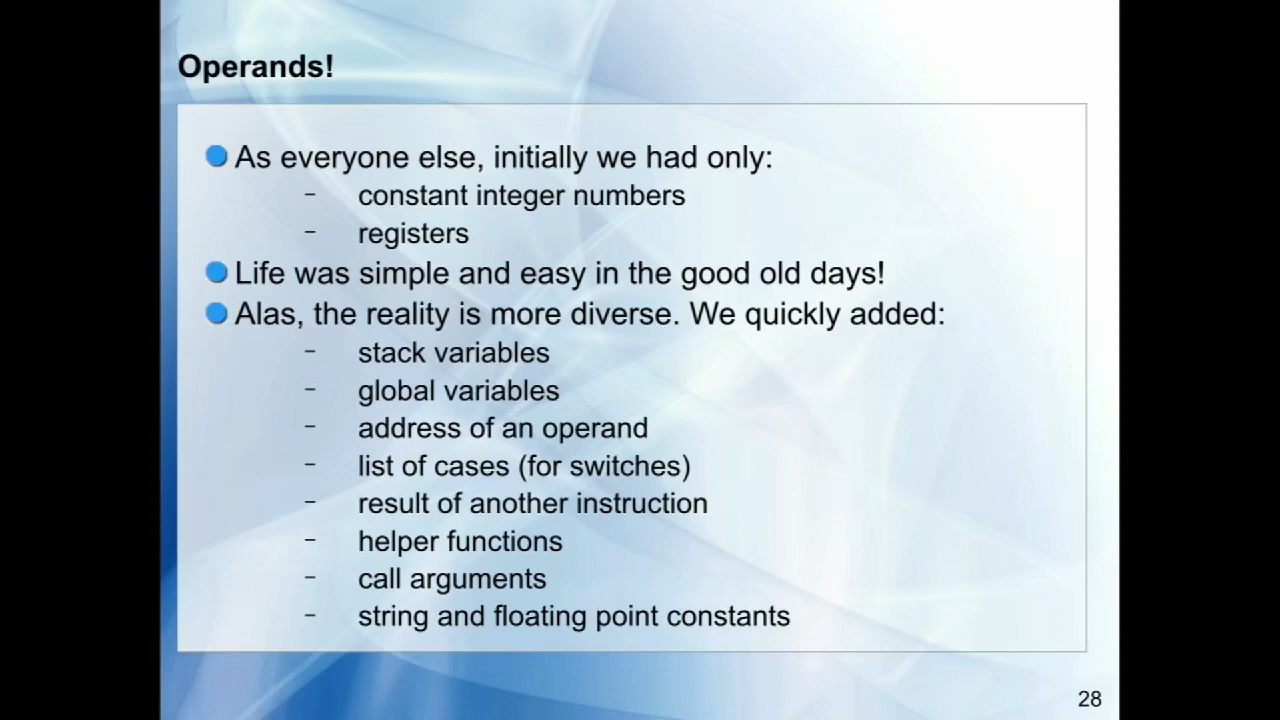 Operands!
As everyone else, initially we had only:
– constant integer numbers
– registers
Life was simple and easy in the good old days!
Alas, the reality is more diverse. We quickly added:
– stack variables
– global variables
– address of an operand
– list of cases (for switches)
– result of another instruction
– helper functions
– call arguments
– string and floating point constants
28